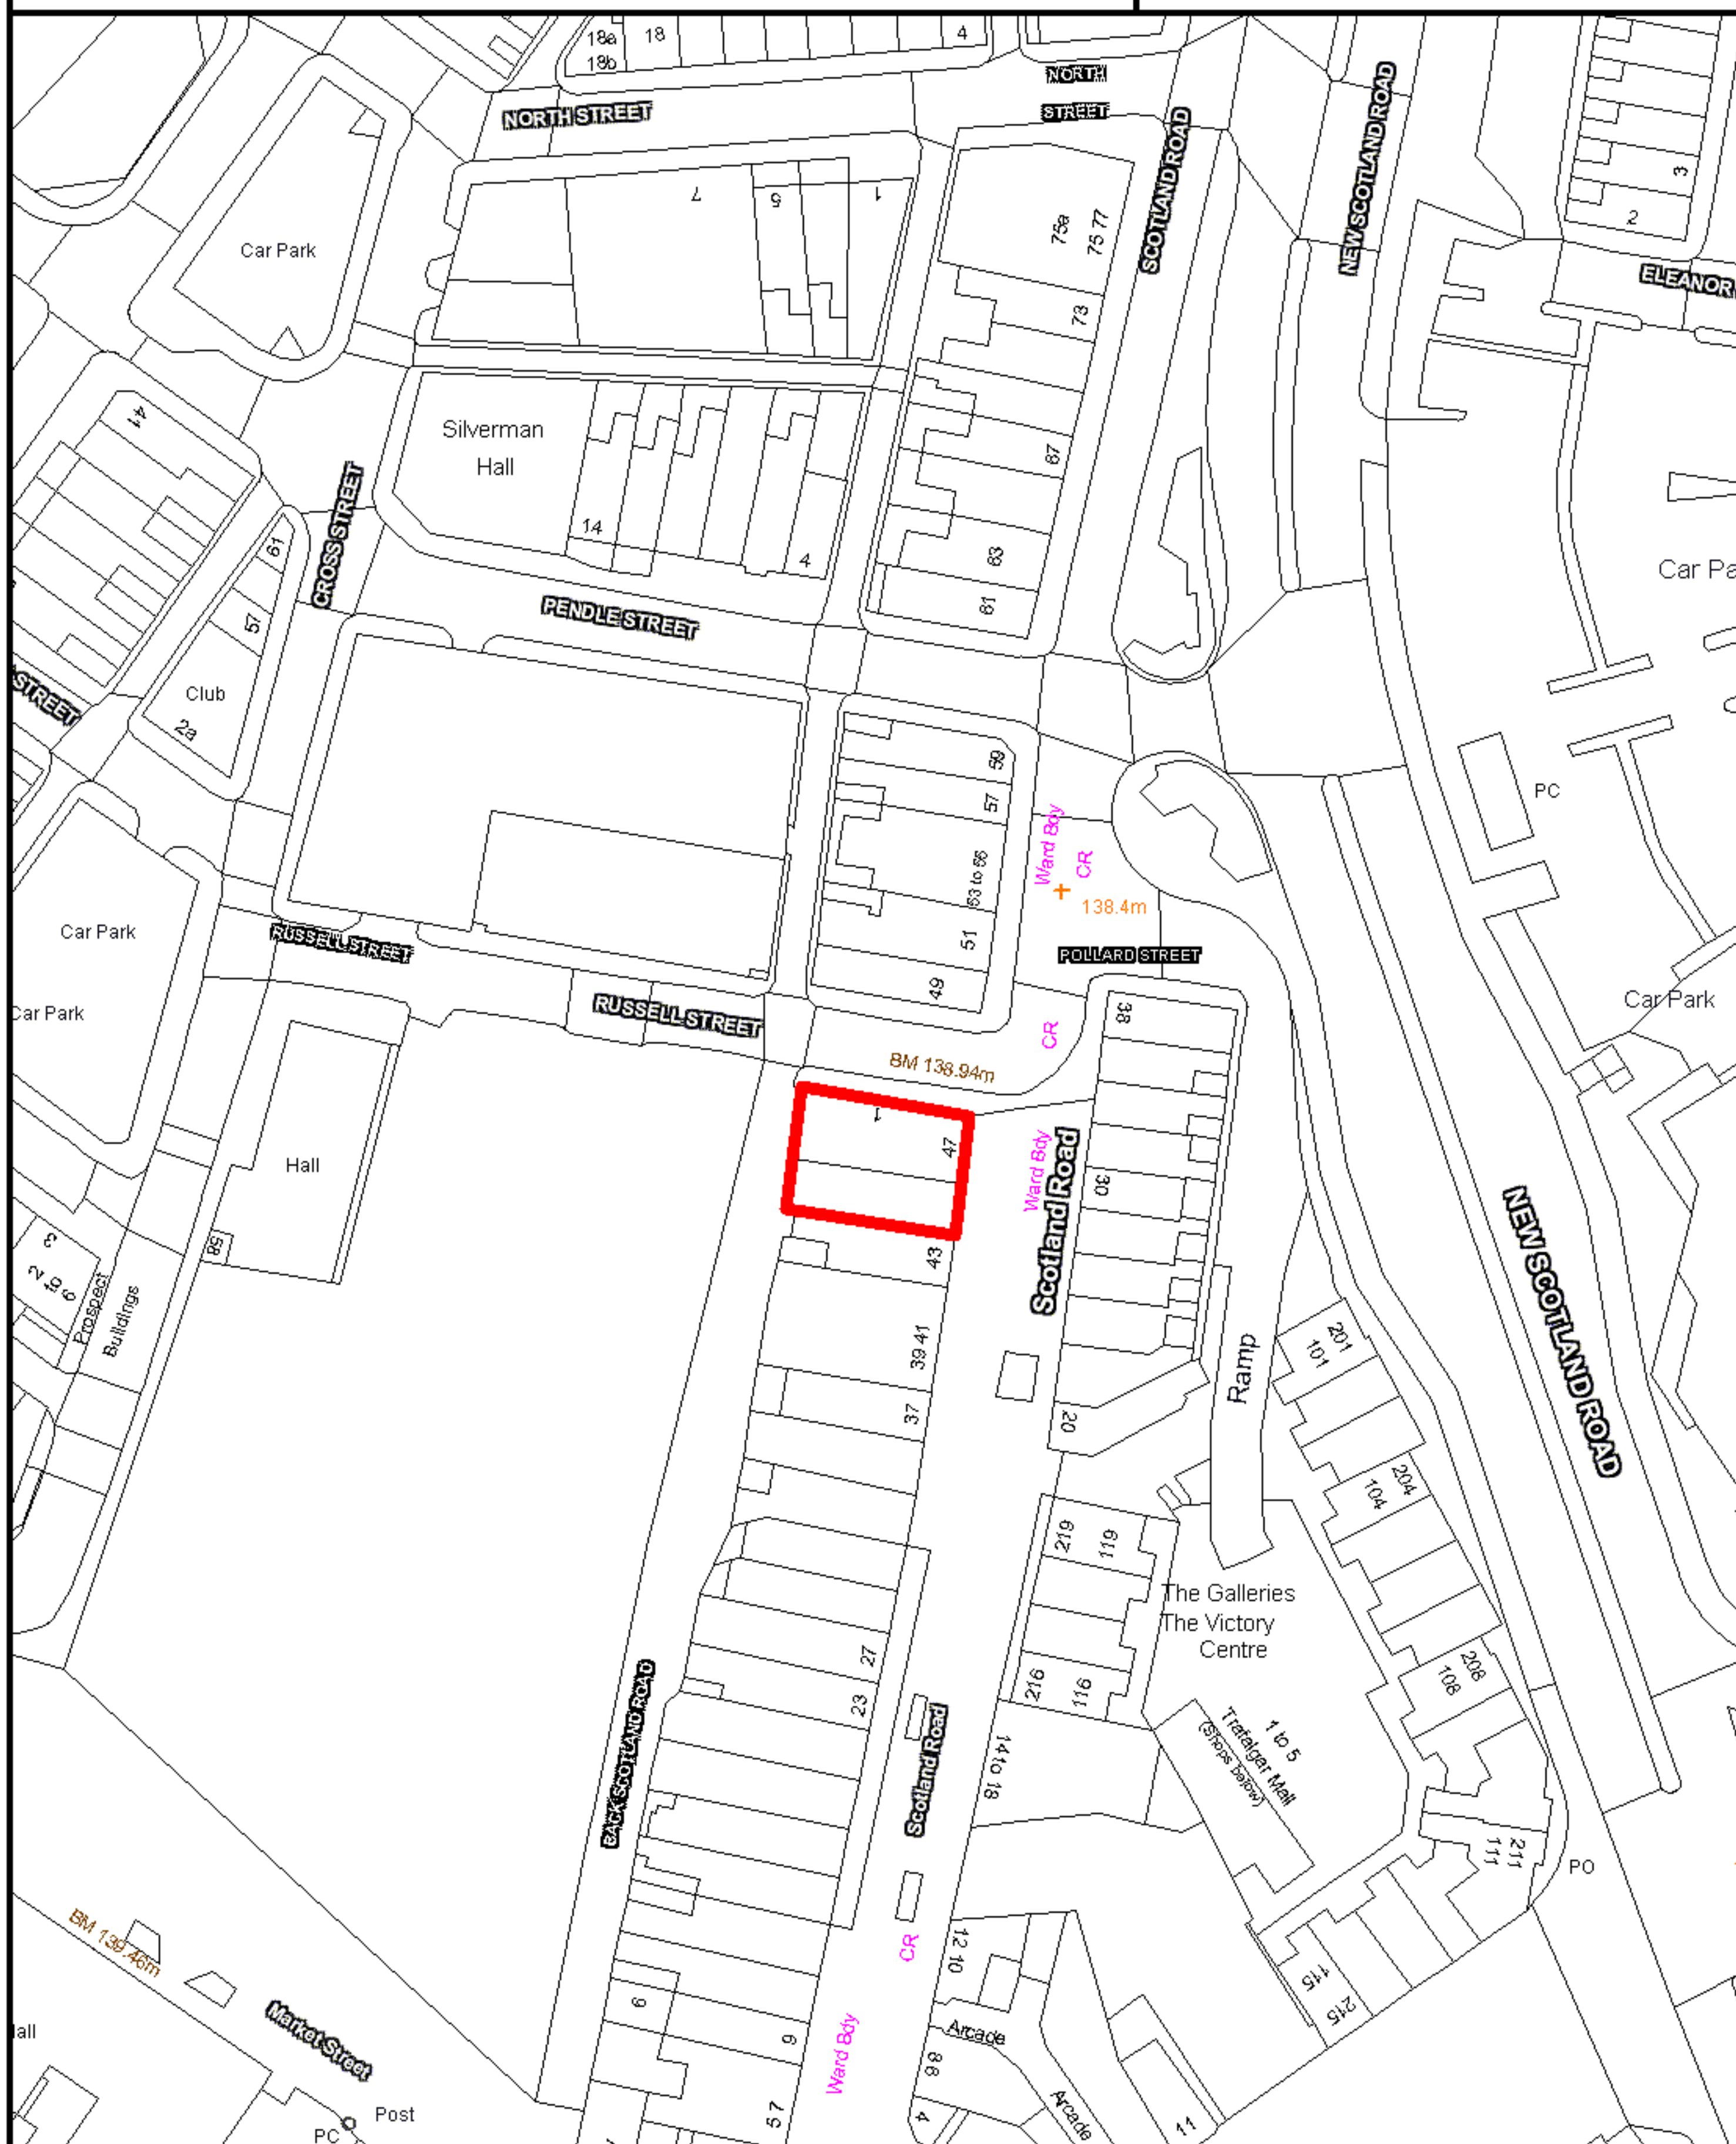 18a
18
4
18b
NORTH
STREET
NORTH STREET
SCOTLAND ROAD
NEW SCOTLAND ROAD
3
2
ELEANOR
7
5
1
75a
75 77
73
Car Park
41
Silverman
Hall
67
14
4
63
61
CROSS STREET
61
57
Club
2a
STREET
PENDLE STREET
Car Pa
59
57
53 to 55
51
49
Ward Bdy
CR
138.4m
POLLARD STREET
PC
Car Park
Car Park
Car Park
RUSSELL STREET
RUSSELL STREET
38
CR
BM 138.94m
1
47
Ward Bdy
Scotland Road
30
Hall
58
43
3
2
to
6
Prospect
Buildings
39 41
37
20
Ramp
201
101
NEW SCOTLAND ROAD
204
104
219
119
The Galleries
The Victory
Centre
27
23
216
116
208
108
BACK SCOTLAND ROAD
Scotland Road
14 to 18
1 to 5
Trafalgar Mall
(Shops below)
211
111
PO
BM 139.46m
CR
12 10
115
215
Market Street
9
9
Ward Bdy
Arcade
8 6
Arcade
4
11
5 7
Post
PC